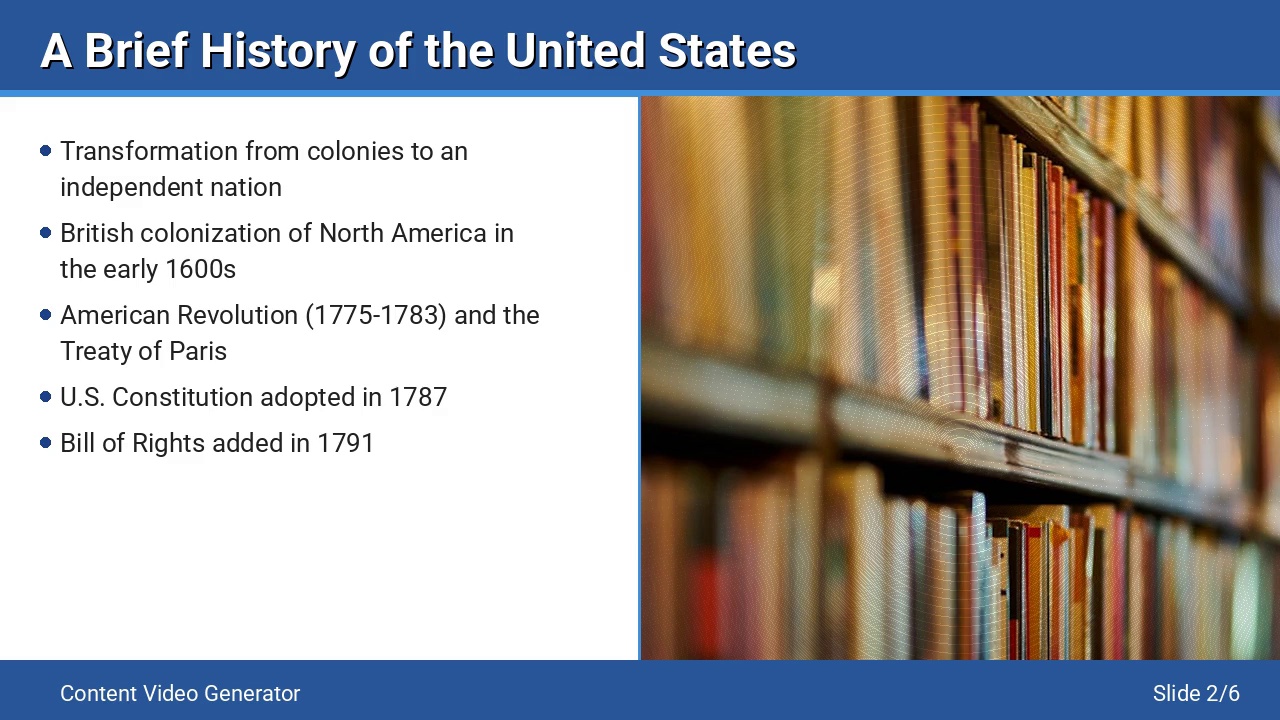 A Brief History of the United States
Transformation from colonies to an
independent nation
British colonization of North America in
the early 1600s
American Revolution (1775-1783) and the
Treaty of Paris
U.S. Constitution adopted in 1787
Bill of Rights added in 1791
Content Video Generator
Slide 2/6